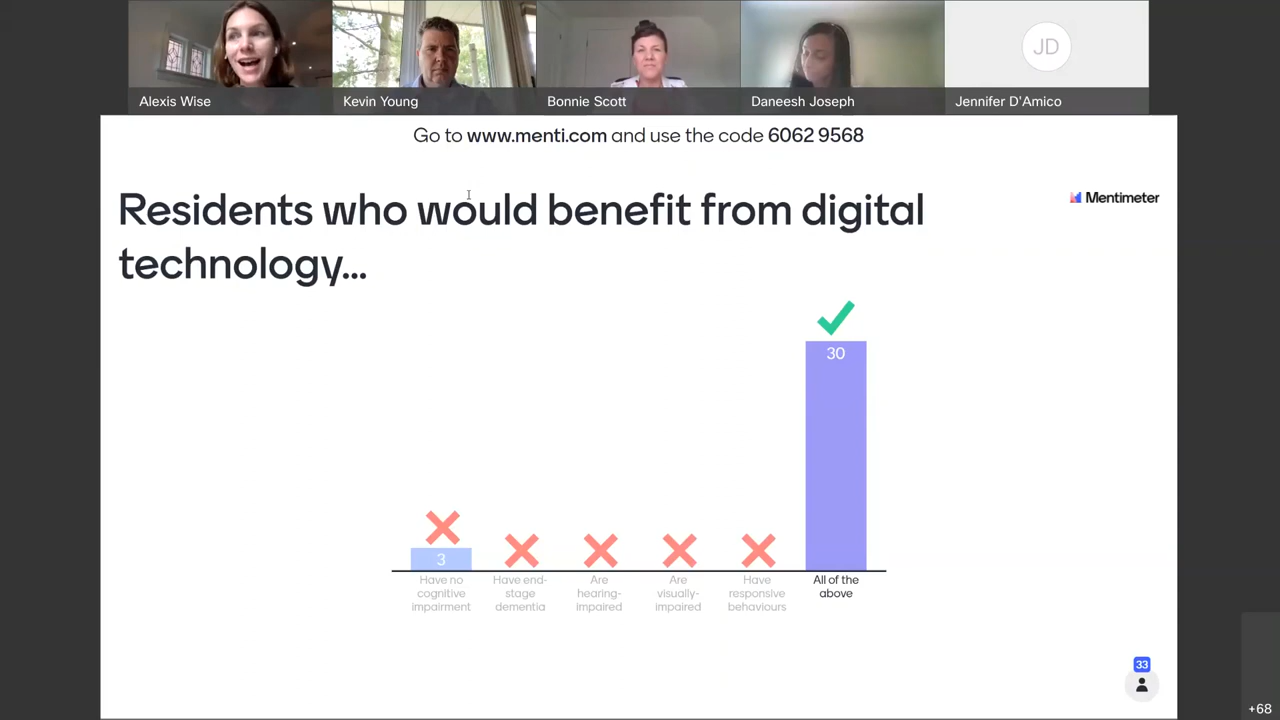 Alexis Wise
Kevin Young
Bonnie Scott
Daneesh Joseph
JD
Jennifer D'Amico
Go to www.menti.com and use the code 6062 9568
Residents who would benefit from digital
technology...
Mentimeter
30
3
Have no
cognitive
impairment
Have end-
stage
dementia
Are
hearing-
impaired
Are
visually-
impaired
Have
responsive
behaviours
All of the
above
33
+68